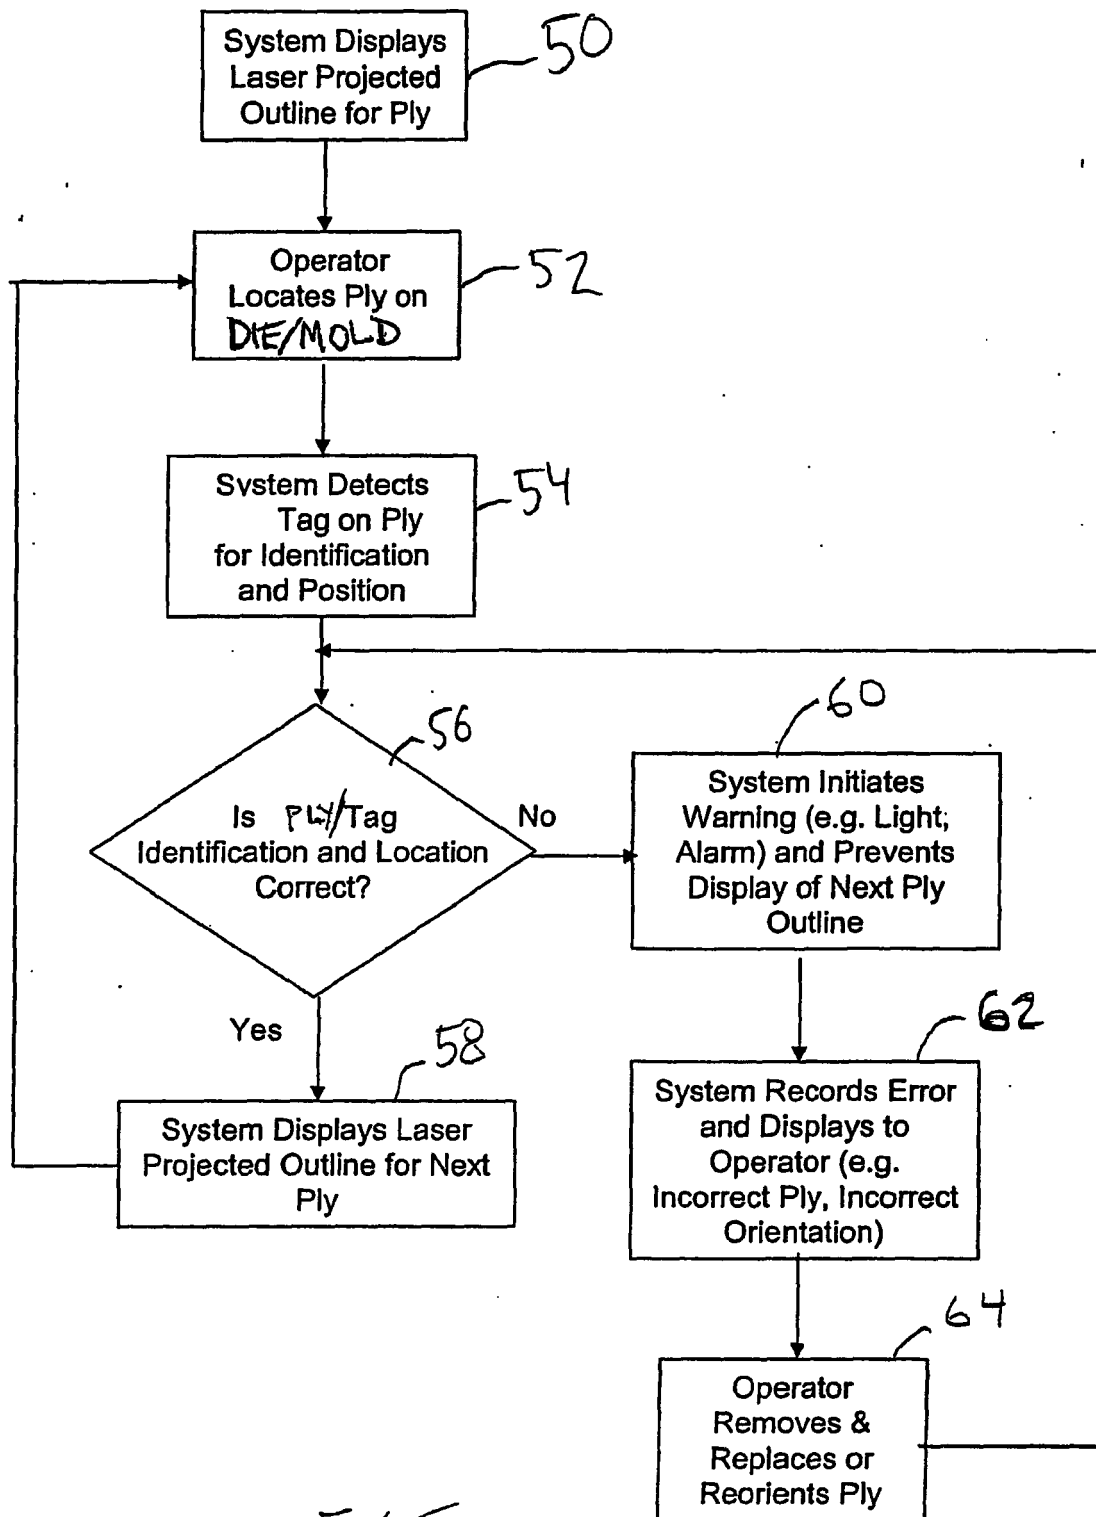 System Displays
Laser Projected
Outline for Ply
50
Operator
Locates Ply on
DIE/MOLD
52
System Detects
Tag on Ply
for Identification
and Position
54
56
Is PLY/Tag
Identification and Location
Correct?
No
Yes
60
System Initiates
Warning (e.g. Light;
Alarm) and Prevents
Display of Next Ply
Outline
58
System Displays Laser
Projected Outline for Next
Ply
62
System Records Error
and Displays to
Operator (e.g.
Incorrect Ply, Incorrect
Orientation)
64
Operator
Removes &
Replaces or
Reorients Ply